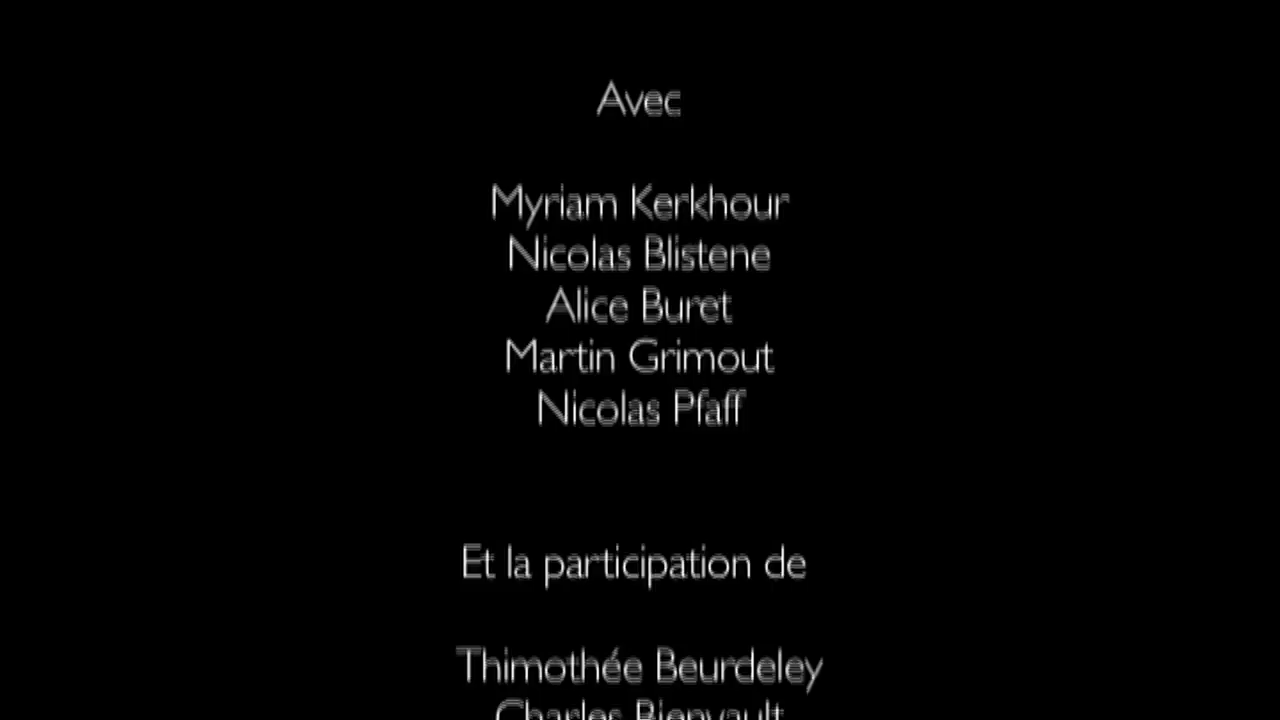 Avec
Myriam Kerkhour
Nicolas Blistene
Alice Buret
Martin Grimout
Nicolas Pfaff
Et la participation de
Thimothée Beurdeley
Charles Bienvault